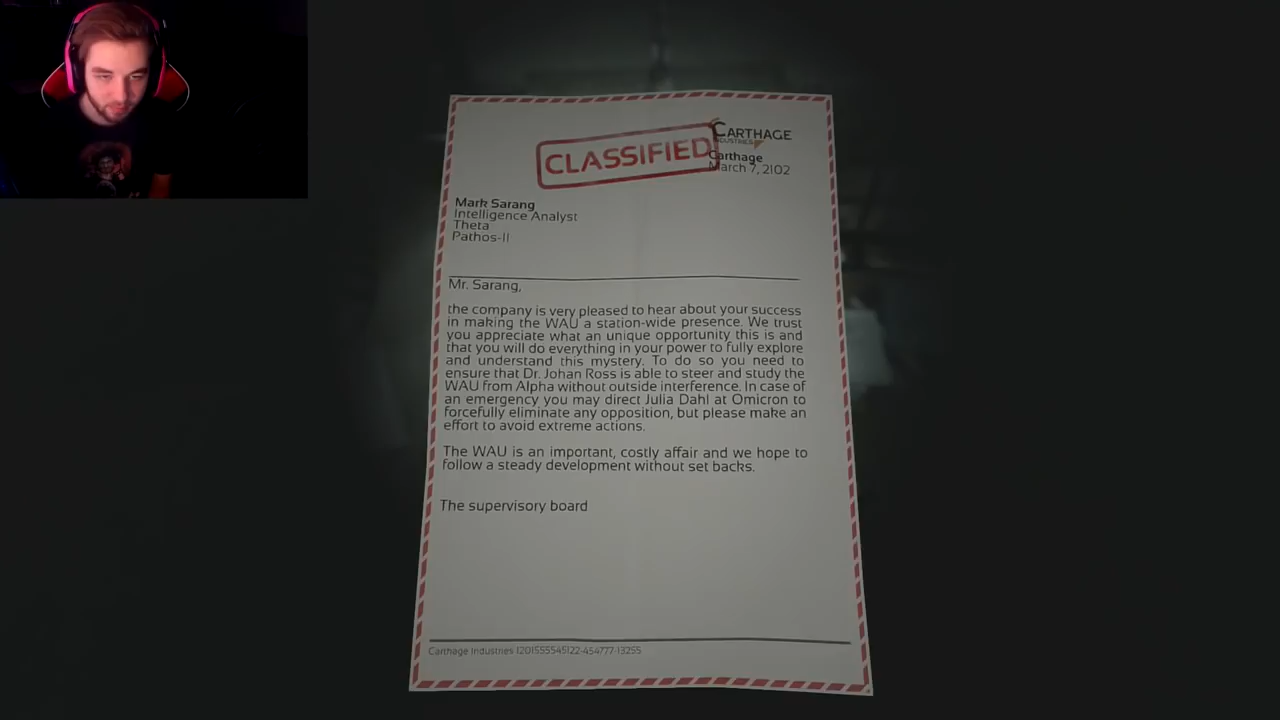 CLASSIFIED
CARTHAGE
INDUSTRIES
Carthage
March 7, 2102
Mark Sarang
Intelligence Analyst
Theta
Pathos-II
Mr. Sarang,
the company is very pleased to hear about your success
in making the WAU a station-wide presence. We trust
you appreciate what an unique opportunity this is and
that you will do everything in your power to fully explore
and understand this mystery. To do so you need to
ensure that Dr. Johan Ross is able to steer and study the
WAU from Alpha without outside interference. In case of
an emergency you may direct Julia Dahl at Omicron to
forcefully eliminate any opposition, but please make an
effort to avoid extreme actions.
The WAU is an important, costly affair and we hope to
follow a steady development without set backs.
The supervisory board
Carthage Industries 1201555545122-454777-13255